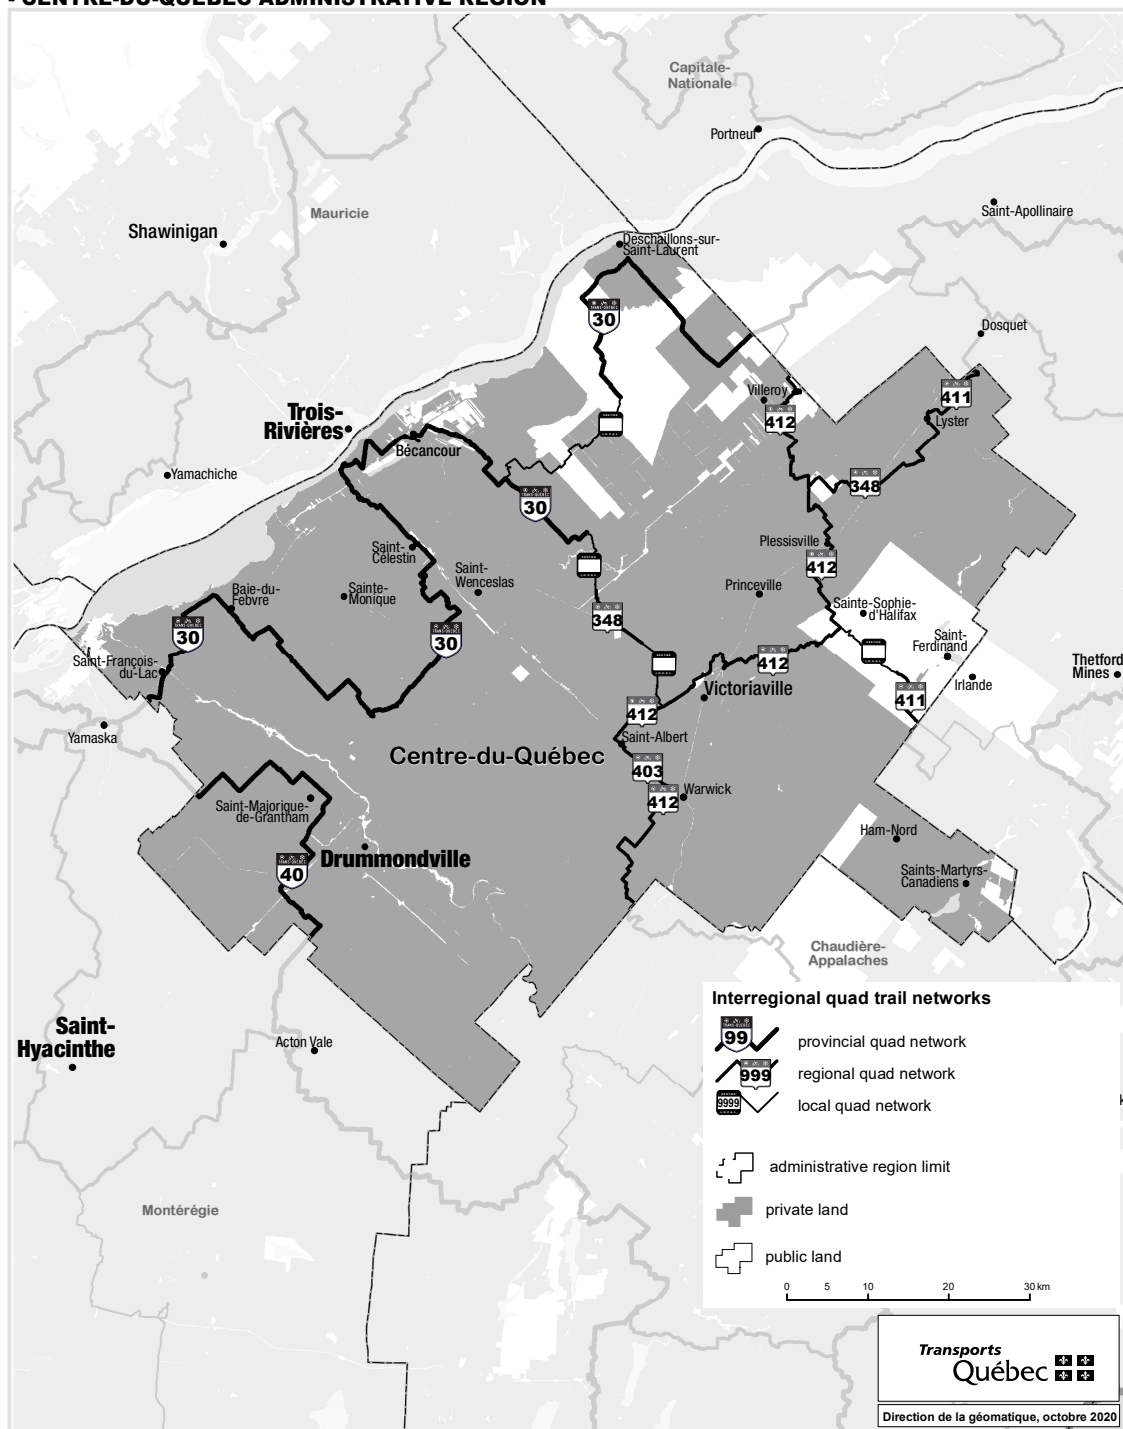 - CENTRE-DU-QUÉBEC ADMINISTRATIVE REGION
Capitale-
Nationale
Portneuf
Mauricie
Saint-Apollinaire
Shawinigan
Deschaillons-sur-
Saint-Laurent
30
Dosquet
Villeroy
411
412
Lyster
Trois-
Rivières
Bécancour
Yamachiche
348
30
Plessisville
Saint-
Célestin
412
Saint-
Wenceslas
Baie-du-
Febvre
Sainte-
Monique
Princeville
Sainte-Sophie-
d'Halifax
348
30
30
Saint-
Ferdinand
Saint-François-
du-Lac
412
Irlande
Thetford
Mines
Victoriaville
411
412
Yamaska
Saint-Albert
Centre-du-Québec
403
412
Warwick
Saint-Majorique-
de-Grantham
Ham-Nord
Drummondville
40
Saints-Martyrs-
Canadiens
Chaudière-
Appalaches
Saint-
Hyacinthe
Acton Vale
Montérégie
Interregional quad trail networks
99 provincial quad network
999 regional quad network
9999 local quad network
administrative region limit
private land
public land
0 5 10 20 30 km
Transports
Québec
Direction de la géomatique, octobre 2020